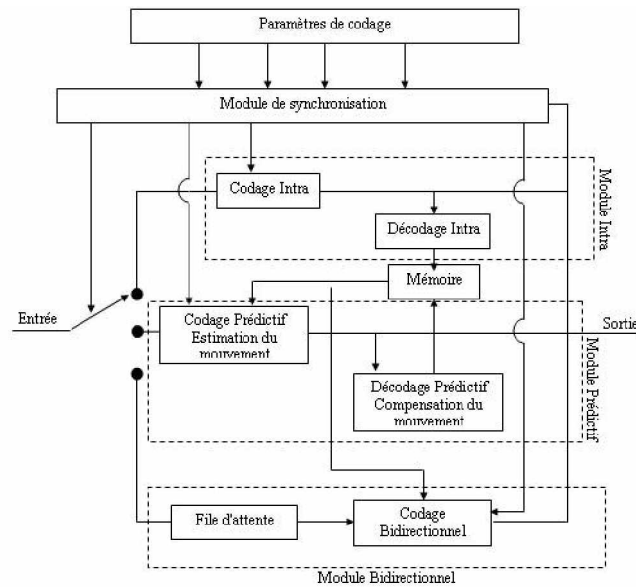 Paramètres de codage
Module de synchronisation
Codage Intra
Décodage Intra
Module Intra
Mémoire
Entrée
Codage Prédictif
Estimation du
mouvement
Sortie
Décodage Prédictif
Compensation du
mouvement
Module Prédictif
File d'attente
Codage
Bidirectionnel
Module Bidirectionnel